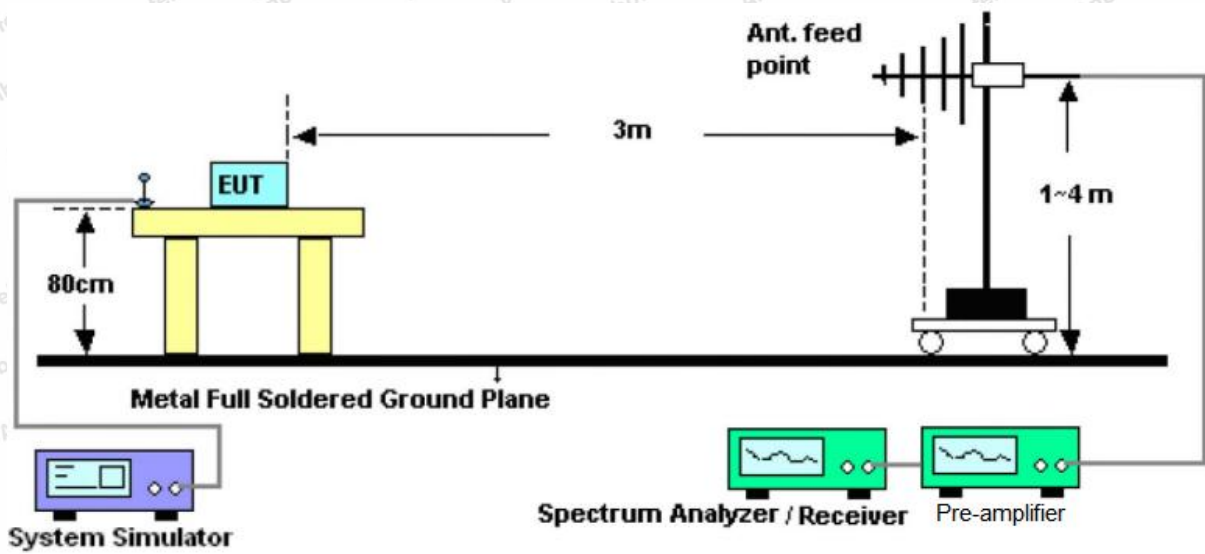 Ant. feed
point
3m
EUT
1~4 m
80cm
Metal Full Soldered Ground Plane
Spectrum Analyzer / Receiver
Pre-amplifier
System Simulator